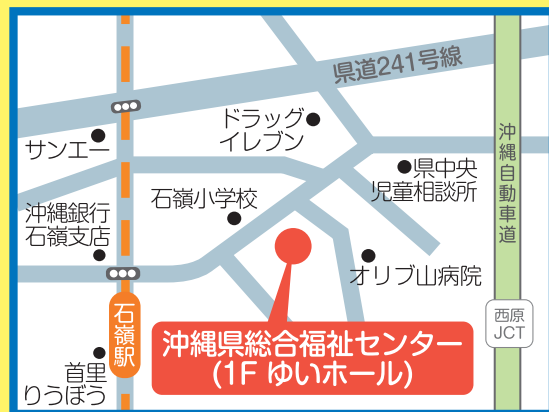 県道241号線
ドラッグ
イレブン
サンエー
沖縄自動車道
県中央
児童相談所
石嶺小学校
沖縄銀行
石嶺支店
オリブ山病院
石嶺駅
西原
JCT
沖縄県総合福祉センター
(1F ゆいホール)
首里
りうぼう